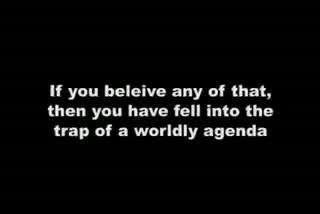 If you beleive any of that,
then you have fell into the
trap of a worldly agenda